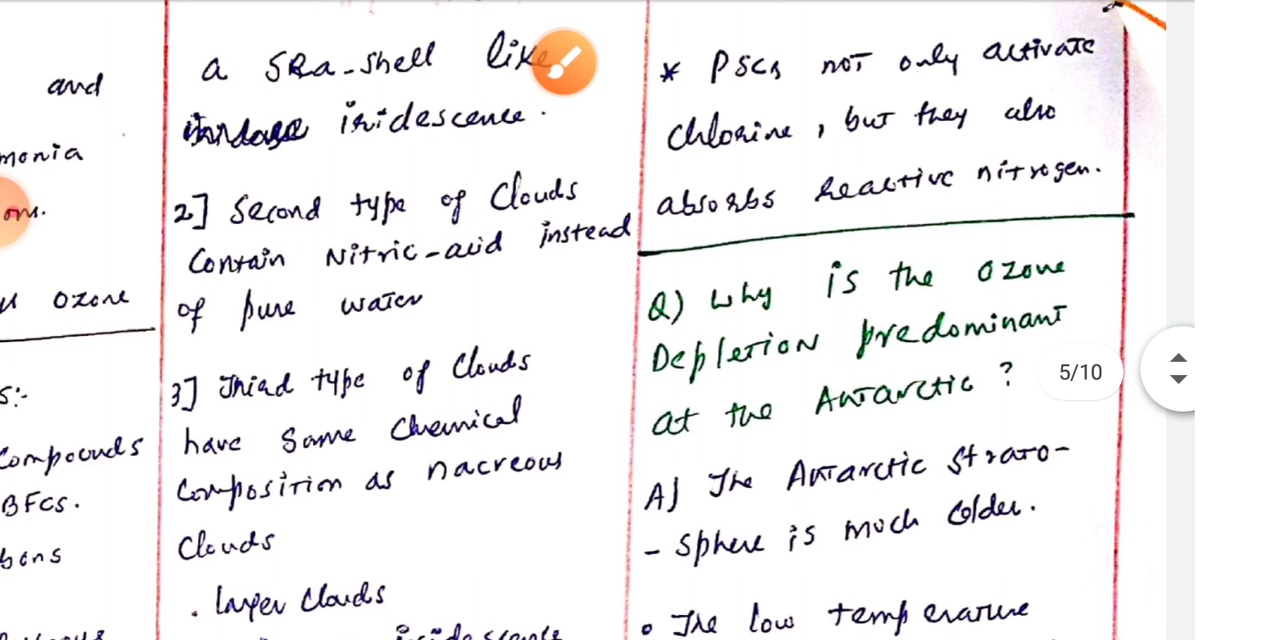 and
monia
ons.
ozone
s:-
compounds
BFCs.
bons
a sea-shell like
iridescence.
2] Second type of Clouds
Contain Nitric-acid instead
of pure water
3] Third type of Clouds
have same Chemical
Composition as nacreous
Clouds
. Layer Clouds
* PSCs not only activate
chlorine, but they also
absorbs reactive nitrogen.
Q) Why is the Ozone
Depletion predominant
at the Antarctic?
A) The Antarctic strato-
- sphere is much Colder.
• The low temperature
5/10